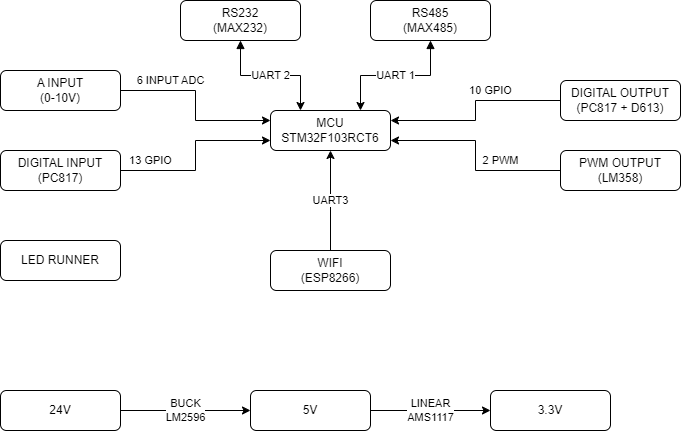 RS232
(MAX232)
RS485
(MAX485)
UART 2
UART 1
A INPUT
(0-10V)
6 INPUT ADC
10 GPIO
DIGITAL OUTPUT
(PC817 + D613)
MCU
STM32F103RCT6
DIGITAL INPUT
(PC817)
13 GPIO
2 PWM
PWM OUTPUT
(LM358)
UART3
LED RUNNER
WIFI
(ESP8266)
24V
BUCK
LM2596
5V
LINEAR
AMS1117
3.3V